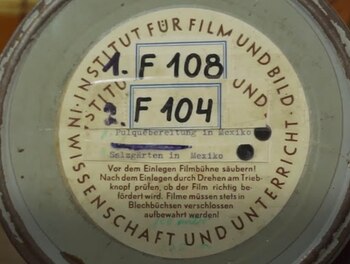 INSTITUT FÜR FILM UND BILD
IN WISSENSCHAFT UND UNTERRICHT
1. F 108
2. F 104
Polquebereitung in Mexiko
Salzgärten in Mexiko
Vor dem Einlegen Filmbühne säubern!
Nach dem Einlegen durch Drehen am Trieb-
knopf prüfen, ob der Film richtig be-
fördert wird. Filme müssen stets in
Blechbüchsen verschlossen
aufbewahrt werden!